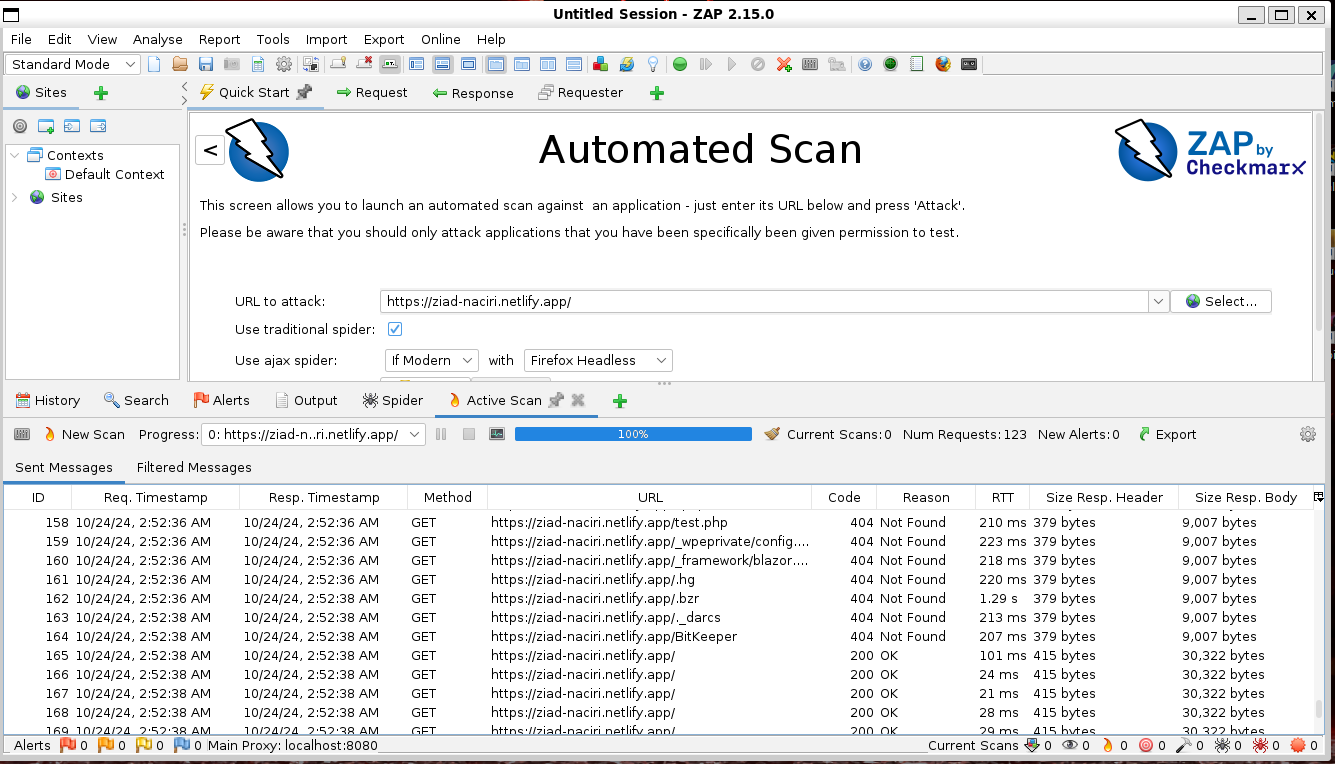 Untitled Session - ZAP 2.15.0
File Edit View Analyse Report Tools Import Export Online Help
Standard Mode
Sites
Quick Start Request Response Requester
< Automated Scan ZAP by Checkmarx
Contexts
Default Context
Sites
This screen allows you to launch an automated scan against  an application - just enter its URL below and press 'Attack'.
Please be aware that you should only attack applications that you have been specifically been given permission to test.
URL to attack: https://ziad-naciri.netlify.app/ Select...
Use traditional spider:
Use ajax spider: If Modern with Firefox Headless
History Search Alerts Output Spider Active Scan
New Scan Progress: 0: https://ziad-n..ri.netlify.app/ 100% Current Scans:0 Num Requests:123 New Alerts:0 Export
Sent Messages Filtered Messages
ID Req. Timestamp Resp. Timestamp Method URL Code Reason RTT Size Resp. Header Size Resp. Body
158 10/24/24, 2:52:36 AM 10/24/24, 2:52:36 AM GET https://ziad-naciri.netlify.app/test.php 404 Not Found 210 ms 379 bytes 9,007 bytes
159 10/24/24, 2:52:36 AM 10/24/24, 2:52:36 AM GET https://ziad-naciri.netlify.app/_wpeprivate/config.... 404 Not Found 223 ms 379 bytes 9,007 bytes
160 10/24/24, 2:52:36 AM 10/24/24, 2:52:36 AM GET https://ziad-naciri.netlify.app/_framework/blazor.... 404 Not Found 218 ms 379 bytes 9,007 bytes
161 10/24/24, 2:52:36 AM 10/24/24, 2:52:36 AM GET https://ziad-naciri.netlify.app/.hg 404 Not Found 220 ms 379 bytes 9,007 bytes
162 10/24/24, 2:52:36 AM 10/24/24, 2:52:38 AM GET https://ziad-naciri.netlify.app/.bzr 404 Not Found 1.29 s 379 bytes 9,007 bytes
163 10/24/24, 2:52:38 AM 10/24/24, 2:52:38 AM GET https://ziad-naciri.netlify.app/._darcs 404 Not Found 213 ms 379 bytes 9,007 bytes
164 10/24/24, 2:52:38 AM 10/24/24, 2:52:38 AM GET https://ziad-naciri.netlify.app/BitKeeper 404 Not Found 207 ms 379 bytes 9,007 bytes
165 10/24/24, 2:52:38 AM 10/24/24, 2:52:38 AM GET https://ziad-naciri.netlify.app/ 200 OK 101 ms 415 bytes 30,322 bytes
166 10/24/24, 2:52:38 AM 10/24/24, 2:52:38 AM GET https://ziad-naciri.netlify.app/ 200 OK 24 ms 415 bytes 30,322 bytes
167 10/24/24, 2:52:38 AM 10/24/24, 2:52:38 AM GET https://ziad-naciri.netlify.app/ 200 OK 21 ms 415 bytes 30,322 bytes
168 10/24/24, 2:52:38 AM 10/24/24, 2:52:38 AM GET https://ziad-naciri.netlify.app/ 200 OK 28 ms 415 bytes 30,322 bytes
169 10/24/24, 2:52:38 AM 10/24/24, 2:52:38 AM GET https://ziad-naciri.netlify.app/ 200 OK 29 ms 415 bytes 30,322 bytes
Alerts 0 0 0 0 Main Proxy: localhost:8080 Current Scans 0 0 0 0 0 0 0 0